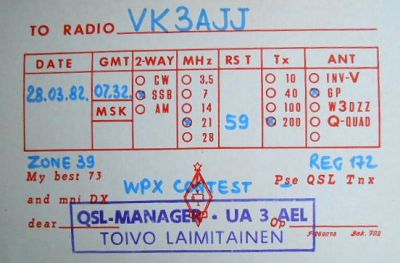 TO RADIO VK3AJJ
DATE GMT 2-WAY MHz RST Tx ANT
28.03.82. 07.32. MSK 59
CW SSB AM
3.5 7 14 21 28
10 40 100 200
INV-V GP W3DZZ Q-QUAD
ZONE 39 REG 172
My best 73 WPX CONTEST Pse QSL Tnx
and mni DX
dear Op
QSL-MANAGER • UA 3 AEL
TOIVO LAIMITAINEN